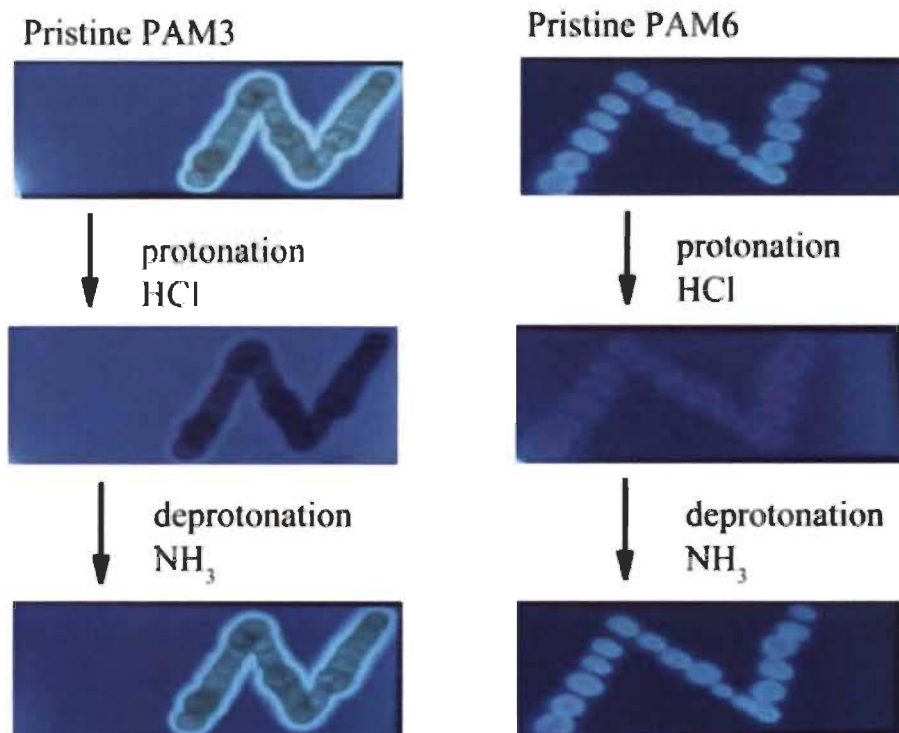 Pristine PAM3
protonation
HCl
deprotonation
NH₃
Pristine PAM6
protonation
HCl
deprotonation
NH₃